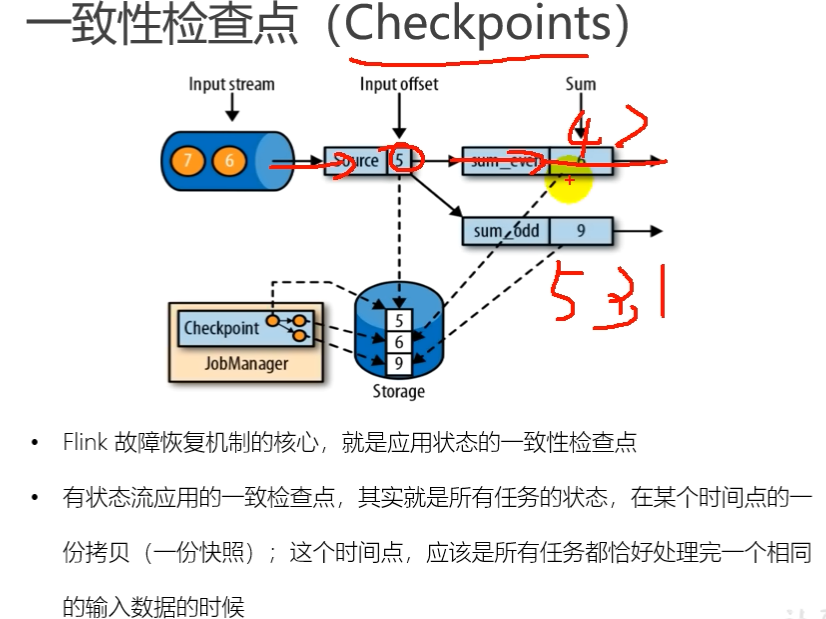 一致性检查点（Checkpoints）
Input stream
Input offset
Sum
4 2
7 6
Source 5
sum_even 6
sum_odd 9
5 3 1
Checkpoint
JobManager
5
6
9
Storage
• Flink 故障恢复机制的核心，就是应用状态的一致性检查点
• 有状态流应用的一致检查点，其实就是所有任务的状态，在某个时间点的一
份拷贝（一份快照）；这个时间点，应该是所有任务都恰好处理完一个相同
的输入数据的时候